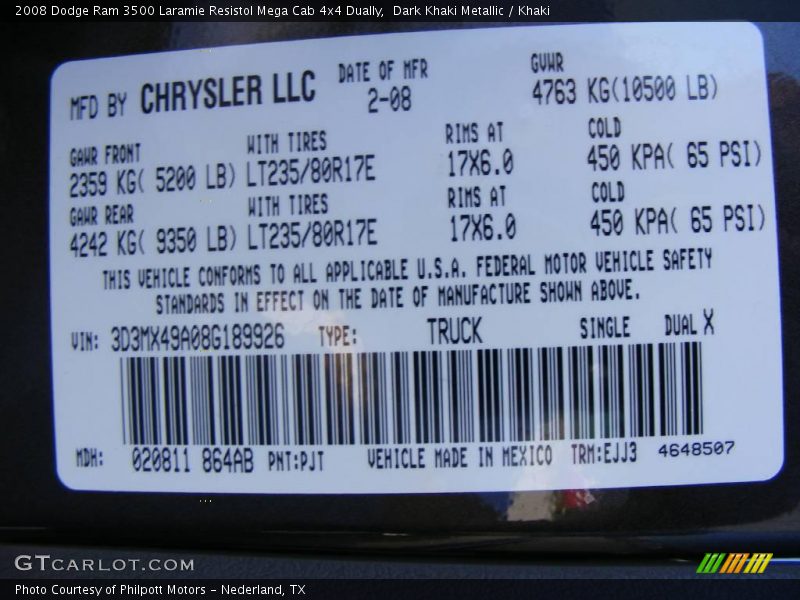 2008 Dodge Ram 3500 Laramie Resistol Mega Cab 4x4 Dually, Dark Khaki Metallic / Khaki
MFD BY CHRYSLER LLC DATE OF MFR GVWR
2-08 4763 KG(10500 LB)
GAWR FRONT WITH TIRES RIMS AT COLD
2359 KG( 5200 LB) LT235/80R17E 17X6.0 450 KPA( 65 PSI)
GAWR REAR WITH TIRES RIMS AT COLD
4242 KG( 9350 LB) LT235/80R17E 17X6.0 450 KPA( 65 PSI)
THIS VEHICLE CONFORMS TO ALL APPLICABLE U.S.A. FEDERAL MOTOR VEHICLE SAFETY
STANDARDS IN EFFECT ON THE DATE OF MANUFACTURE SHOWN ABOVE.
VIN: 3D3MX49A08G189926 TYPE: TRUCK SINGLE DUAL X
MDH: 020811 864AB PNT:PJT VEHICLE MADE IN MEXICO TRM:EJJ3 4648507
GTCARLOT.COM
Photo Courtesy of Philpott Motors - Nederland, TX